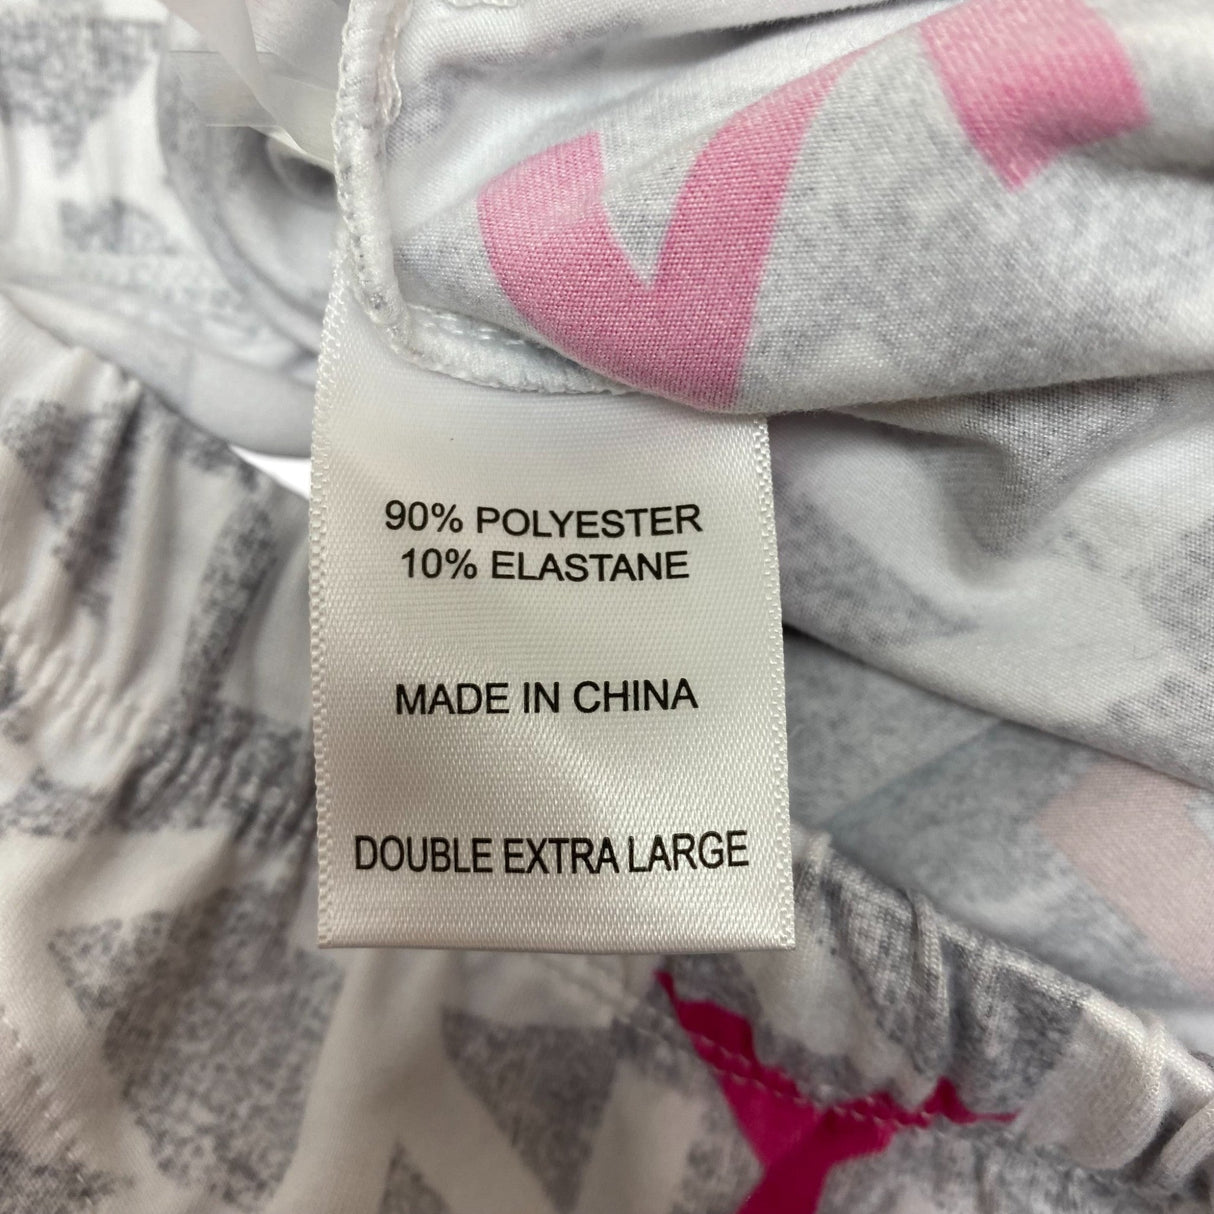 90% POLYESTER
10% ELASTANE
MADE IN CHINA
DOUBLE EXTRA LARGE